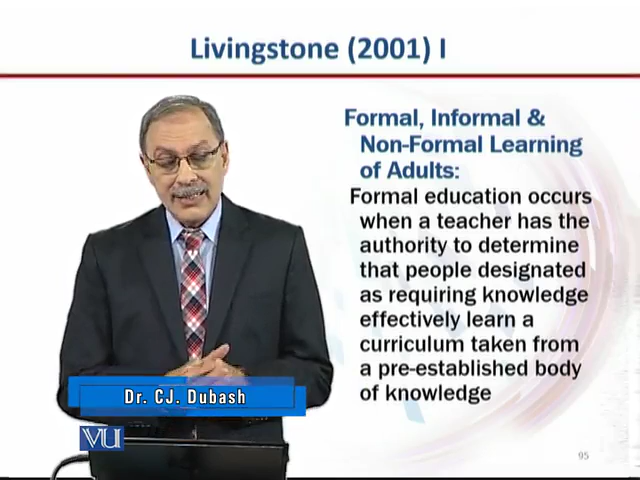 Livingstone (2001) I
Formal, Informal &
Non-Formal Learning
of Adults:
Formal education occurs
when a teacher has the
authority to determine
that people designated
as requiring knowledge
effectively learn a
curriculum taken from
a pre-established body
of knowledge
Dr. CJ. Dubash
VU
95